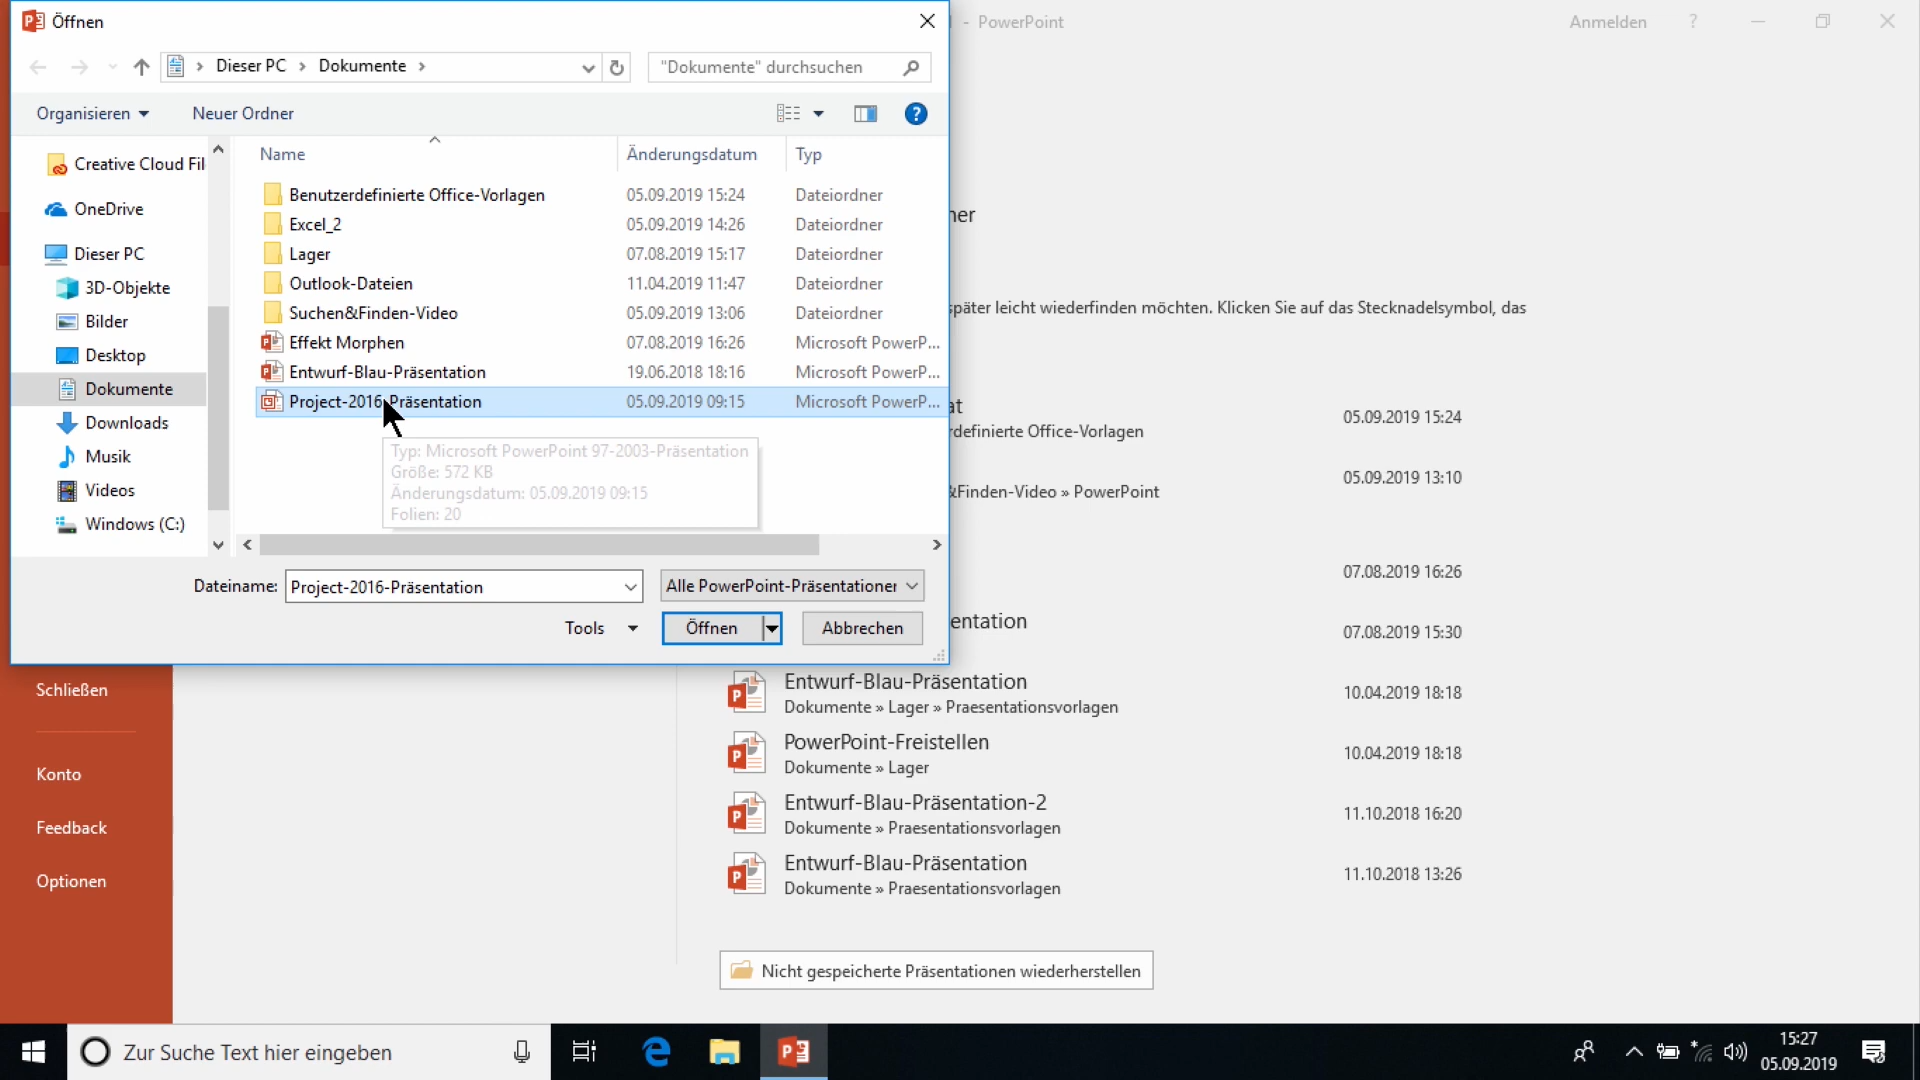 Öffnen
- PowerPoint
Anmelden
?
Dieser PC > Dokumente >
"Dokumente" durchsuchen
Organisieren
Neuer Ordner
Name
Änderungsdatum
Typ
Creative Cloud Fil
OneDrive
Dieser PC
3D-Objekte
Bilder
Desktop
Dokumente
Downloads
Musik
Videos
Windows (C:)
Benutzerdefinierte Office-Vorlagen 05.09.2019 15:24 Dateiordner
Excel_2 05.09.2019 14:26 Dateiordner
Lager 07.08.2019 15:17 Dateiordner
Outlook-Dateien 11.04.2019 11:47 Dateiordner
Suchen&Finden-Video 05.09.2019 13:06 Dateiordner
Effekt Morphen 07.08.2019 16:26 Microsoft PowerP...
Entwurf-Blau-Präsentation 19.06.2018 18:16 Microsoft PowerP...
Project-2016-Präsentation 05.09.2019 09:15 Microsoft PowerP...
Typ: Microsoft PowerPoint 97-2003-Präsentation
Größe: 572 KB
Änderungsdatum: 05.09.2019 09:15
Folien: 20
Dateiname: Project-2016-Präsentation
Alle PowerPoint-Präsentationen
Tools
Öffnen
Abbrechen
ner
später leicht wiederfinden möchten. Klicken Sie auf das Stecknadelsymbol, das
at
05.09.2019 15:24
definierte Office-Vorlagen
05.09.2019 13:10
&Finden-Video » PowerPoint
07.08.2019 16:26
entation
07.08.2019 15:30
Entwurf-Blau-Präsentation
Dokumente » Lager » Praesentationsvorlagen
10.04.2019 18:18
PowerPoint-Freistellen
Dokumente » Lager
10.04.2019 18:18
Entwurf-Blau-Präsentation-2
Dokumente » Praesentationsvorlagen
11.10.2018 16:20
Entwurf-Blau-Präsentation
Dokumente » Praesentationsvorlagen
11.10.2018 13:26
Nicht gespeicherte Präsentationen wiederherstellen
Schließen
Konto
Feedback
Optionen
Zur Suche Text hier eingeben
15:27
05.09.2019